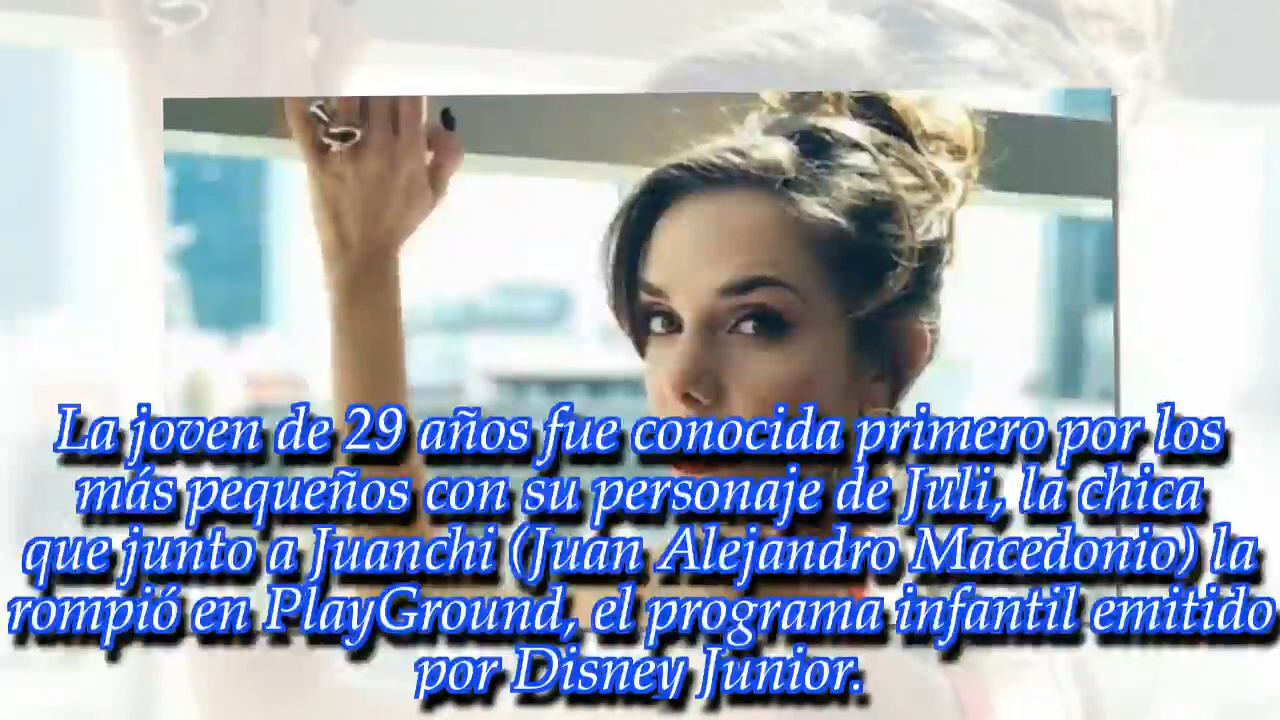 La joven de 29 años fue conocida primero por los
más pequeños con su personaje de Juli, la chica
que junto a Juanchi (Juan Alejandro Macedonio) la
rompió en PlayGround, el programa infantil emitido
por Disney Junior.